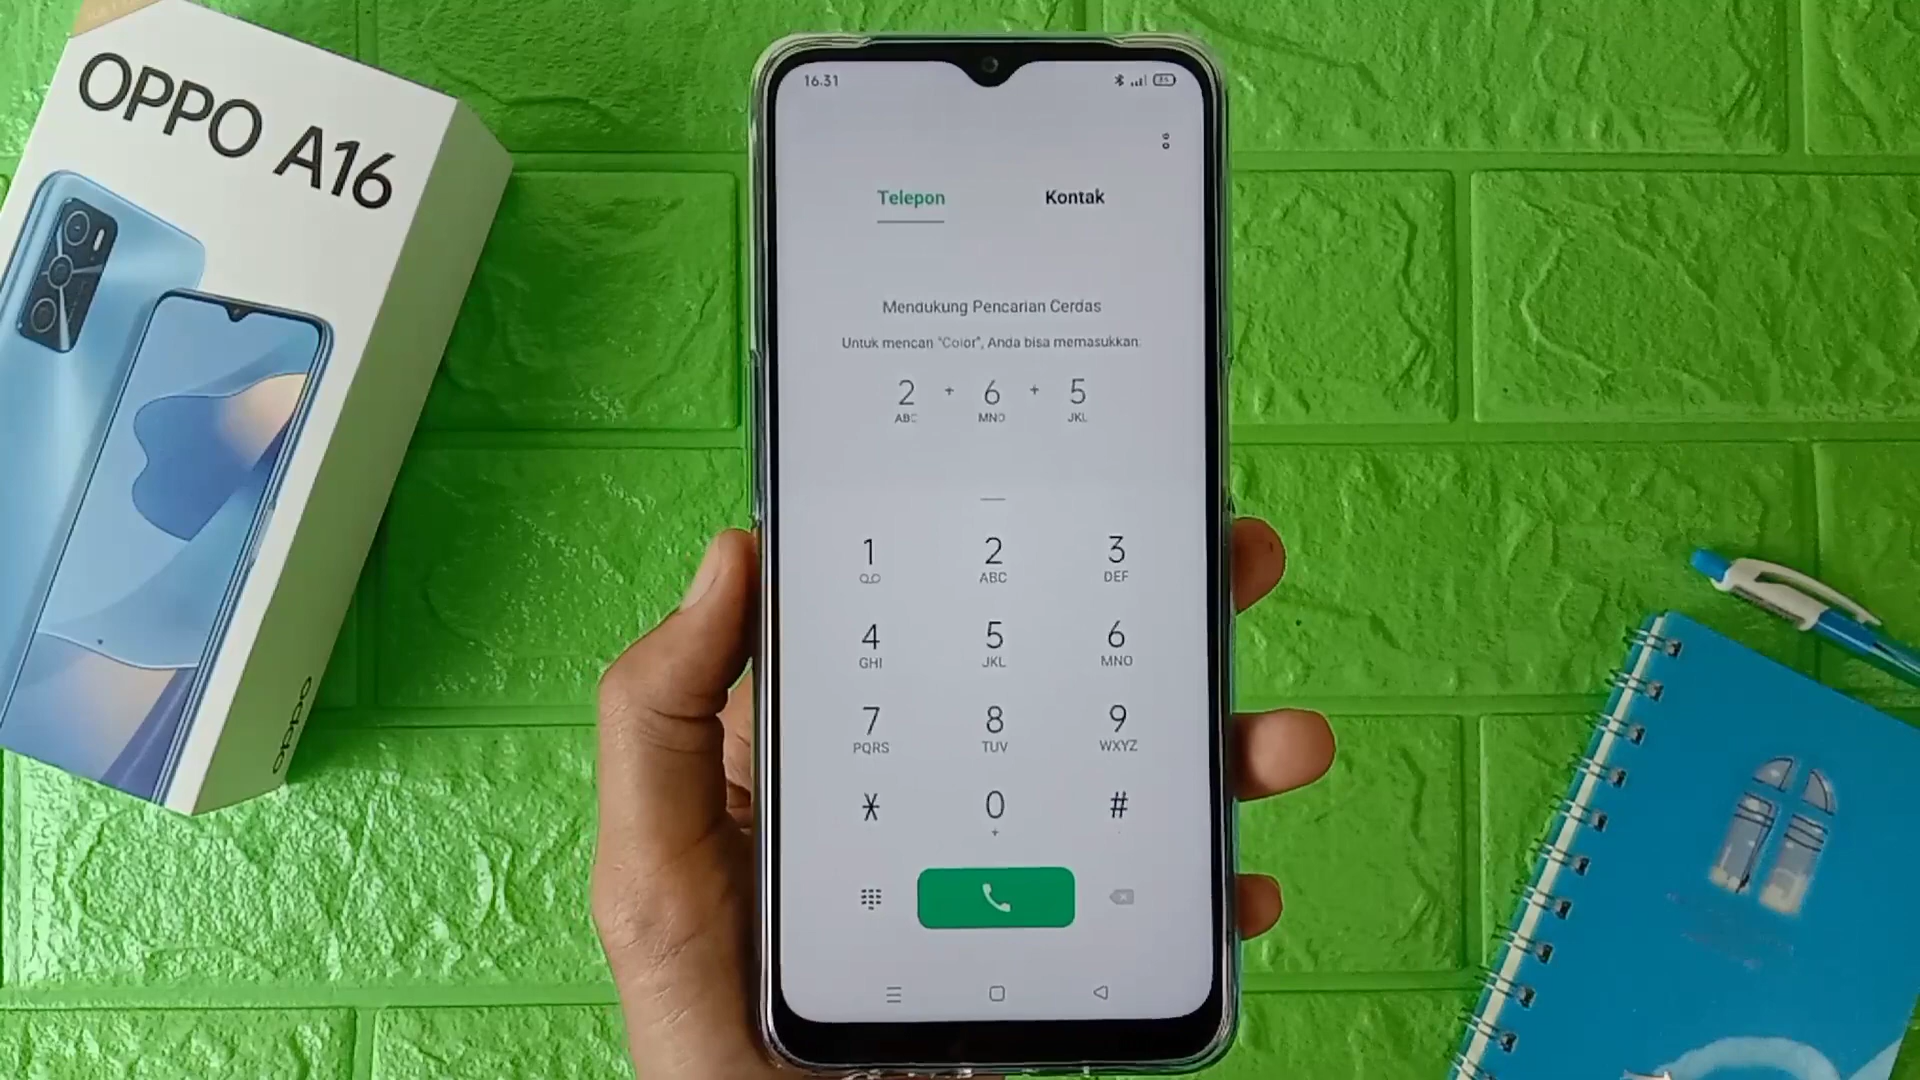 OPPO A16
oppo
16.31
Telepon
Kontak
Mendukung Pencarian Cerdas
Untuk mencari "Color", Anda bisa memasukkan:
2 + 6 + 5
ABC MNO JKL
1 2 3
ABC DEF
4 5 6
GHI JKL MNO
7 8 9
PQRS TUV WXYZ
* 0 #
+